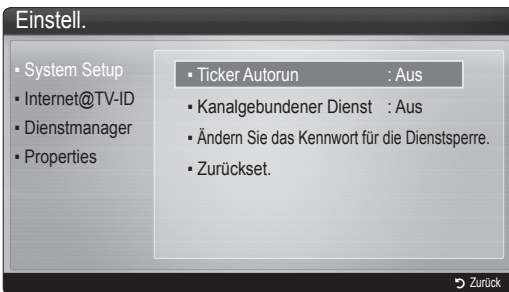 Einstell.
▪ System Setup
▪ Internet@TV-ID
▪ Dienstmanager
▪ Properties
▪ Ticker Autorun : Aus
▪ Kanalgebundener Dienst : Aus
▪ Ändern Sie das Kennwort für die Dienstsperre.
▪ Zurückset.
Zurück